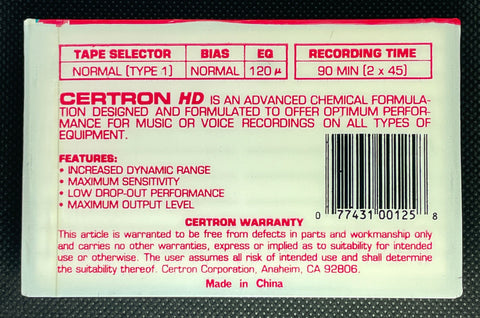 TAPE SELECTOR BIAS EQ RECORDING TIME
NORMAL (TYPE 1) NORMAL 120 µ 90 MIN (2 x 45)
CERTRON HD IS AN ADVANCED CHEMICAL FORMULA-
TION DESIGNED AND FORMULATED TO OFFER OPTIMUM PERFOR-
MANCE FOR MUSIC OR VOICE RECORDINGS ON ALL TYPES OF
EQUIPMENT.
FEATURES:
• INCREASED DYNAMIC RANGE
• MAXIMUM SENSITIVITY
• LOW DROP-OUT PERFORMANCE
• MAXIMUM OUTPUT LEVEL
0 77431 00125 8
CERTRON WARRANTY
This article is warranted to be free from defects in parts and workmanship only
and carries no other warranties, express or implied as to suitability for intended
use or otherwise. The user assumes all risk of intended use and shall determine
the suitability thereof. Certron Corporation, Anaheim, CA 92806.
Made in China